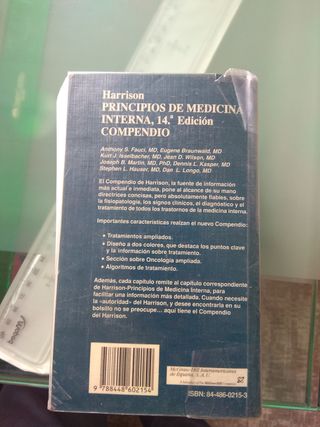 Harrison
PRINCIPIOS DE MEDICINA
INTERNA, 14.ª Edición
COMPENDIO
Anthony S. Fauci, MD, Eugene Braunwald, MD
Kurt J. Isselbacher, MD, Jean D. Wilson, MD
Joseph B. Martin, MD, PhD, Dennis L. Kasper, MD
Stephen L. Hauser, MD, Dan L. Longo, MD
El Compendio de Harrison, la fuente de información
más actual e inmediata, pone al alcance de su mano
directrices concisas, pero absolutamente fiables, sobre
la fisiopatología, los signos clínicos, el diagnóstico y el
tratamiento de todos los trastornos de la medicina interna.
Importantes características realzan el nuevo Compendio:
• Tratamientos ampliados.
• Diseño a dos colores, que destaca los puntos clave
y la información sobre tratamiento.
• Sección sobre Oncología ampliada.
• Algoritmos de tratamiento.
Además, cada capítulo remite al capítulo correspondiente
de Harrison-Principios de Medicina Interna, para
facilitar una información más detallada. Cuando necesite
la «autoridad» del Harrison, y desee encontrarla en su
bolsillo no se preocupe... aquí tiene el Compendio
del Harrison.
9 788448 602154
McGraw-Hill Interamericana
de España, S.A.U.
ISBN: 84-486-0215-3